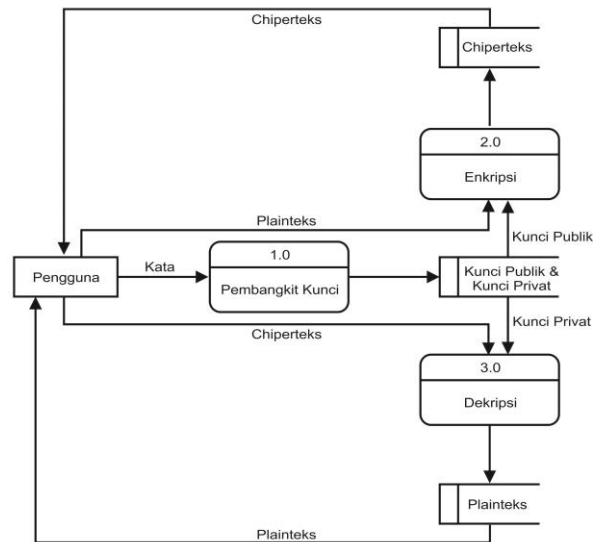 Chiperteks
Chiperteks
2.0
Enkripsi
Plainteks
Kunci Publik
Pengguna
Kata
1.0
Pembangkit Kunci
Kunci Publik &
Kunci Privat
Kunci Privat
Chiperteks
3.0
Dekripsi
Plainteks
Plainteks